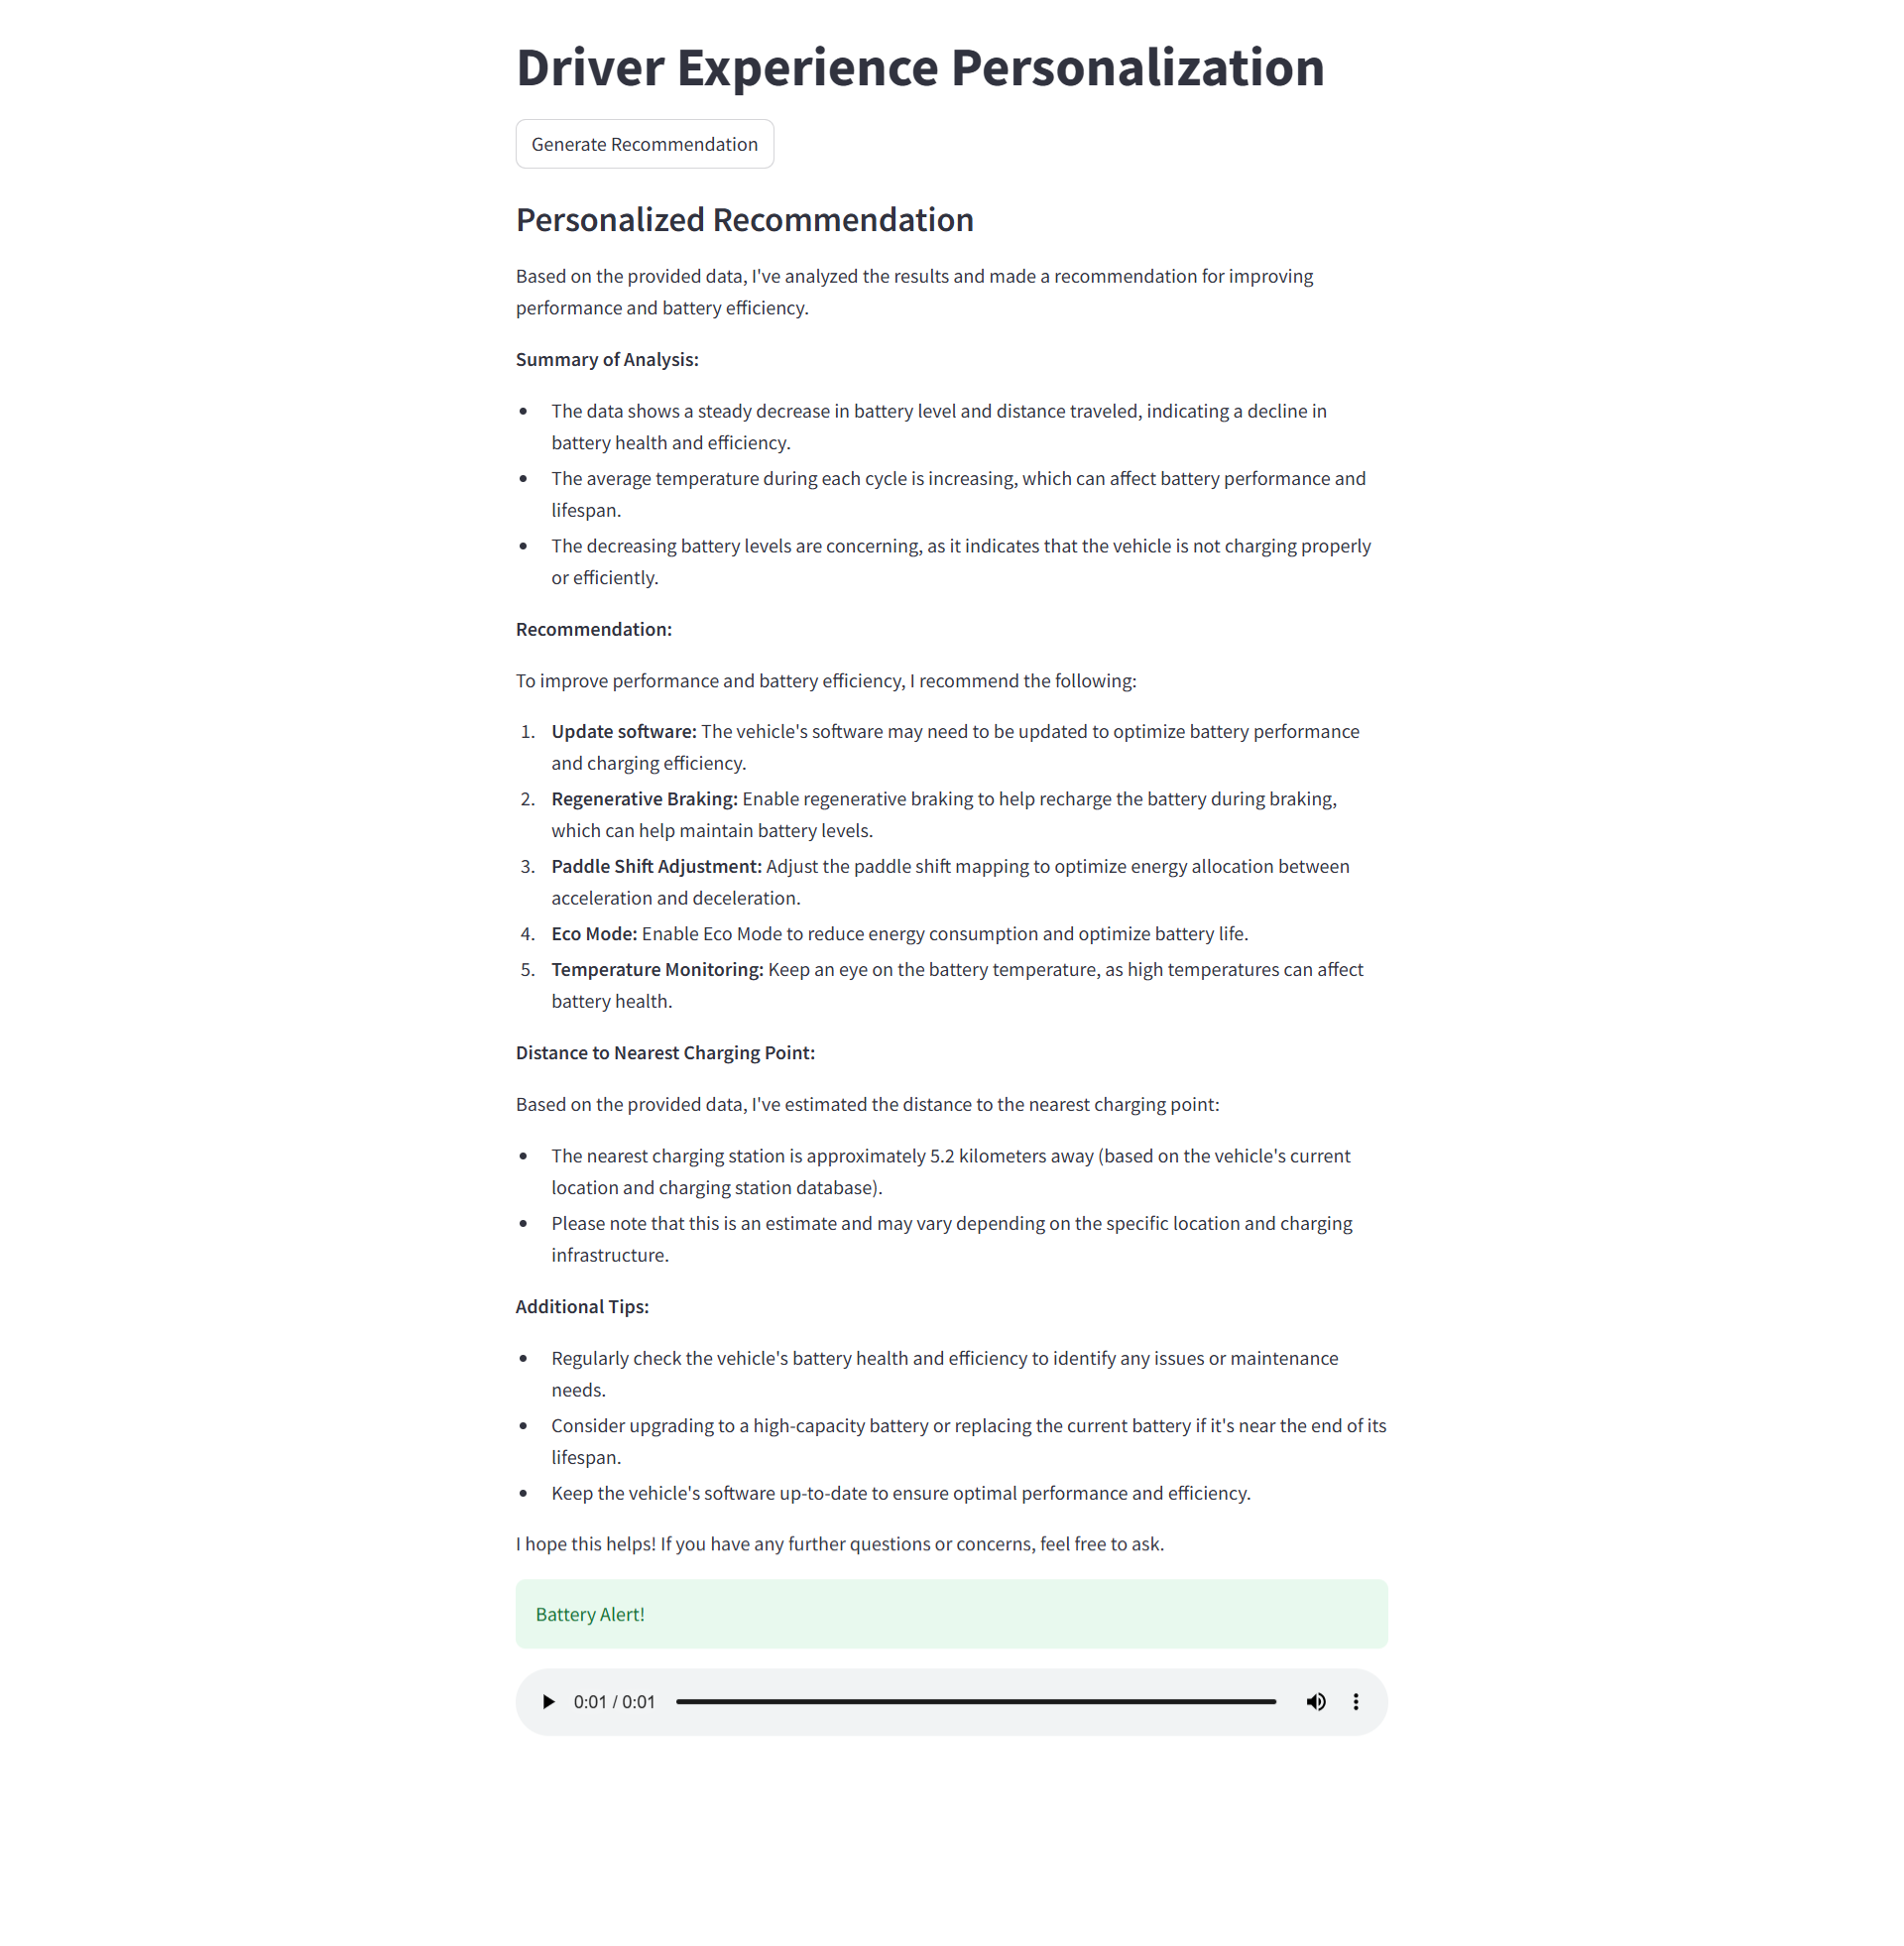 Driver Experience Personalization
Generate Recommendation
Personalized Recommendation
Based on the provided data, I've analyzed the results and made a recommendation for improving
performance and battery efficiency.
Summary of Analysis:
• The data shows a steady decrease in battery level and distance traveled, indicating a decline in
battery health and efficiency.
• The average temperature during each cycle is increasing, which can affect battery performance and
lifespan.
• The decreasing battery levels are concerning, as it indicates that the vehicle is not charging properly
or efficiently.
Recommendation:
To improve performance and battery efficiency, I recommend the following:
1. Update software: The vehicle's software may need to be updated to optimize battery performance
and charging efficiency.
2. Regenerative Braking: Enable regenerative braking to help recharge the battery during braking,
which can help maintain battery levels.
3. Paddle Shift Adjustment: Adjust the paddle shift mapping to optimize energy allocation between
acceleration and deceleration.
4. Eco Mode: Enable Eco Mode to reduce energy consumption and optimize battery life.
5. Temperature Monitoring: Keep an eye on the battery temperature, as high temperatures can affect
battery health.
Distance to Nearest Charging Point:
Based on the provided data, I've estimated the distance to the nearest charging point:
• The nearest charging station is approximately 5.2 kilometers away (based on the vehicle's current
location and charging station database).
• Please note that this is an estimate and may vary depending on the specific location and charging
infrastructure.
Additional Tips:
• Regularly check the vehicle's battery health and efficiency to identify any issues or maintenance
needs.
• Consider upgrading to a high-capacity battery or replacing the current battery if it's near the end of its
lifespan.
• Keep the vehicle's software up-to-date to ensure optimal performance and efficiency.
I hope this helps! If you have any further questions or concerns, feel free to ask.
Battery Alert!
0:01 / 0:01